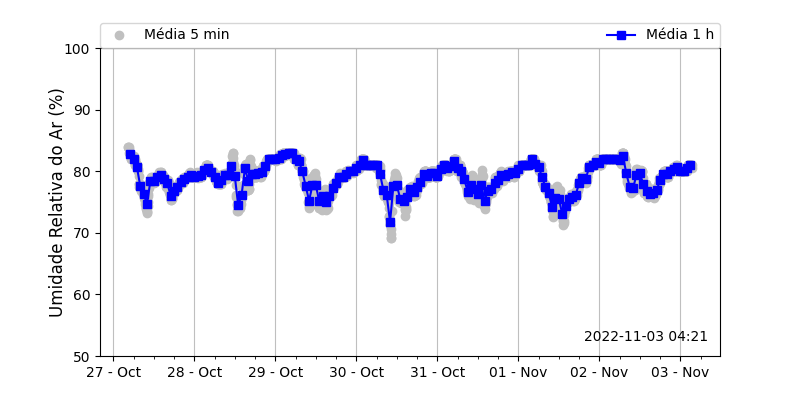 Média 5 min
Média 1 h
Umidade Relativa do Ar (%)
100
90
80
70
60
50
2022-11-03 04:21
27 - Oct
28 - Oct
29 - Oct
30 - Oct
31 - Oct
01 - Nov
02 - Nov
03 - Nov